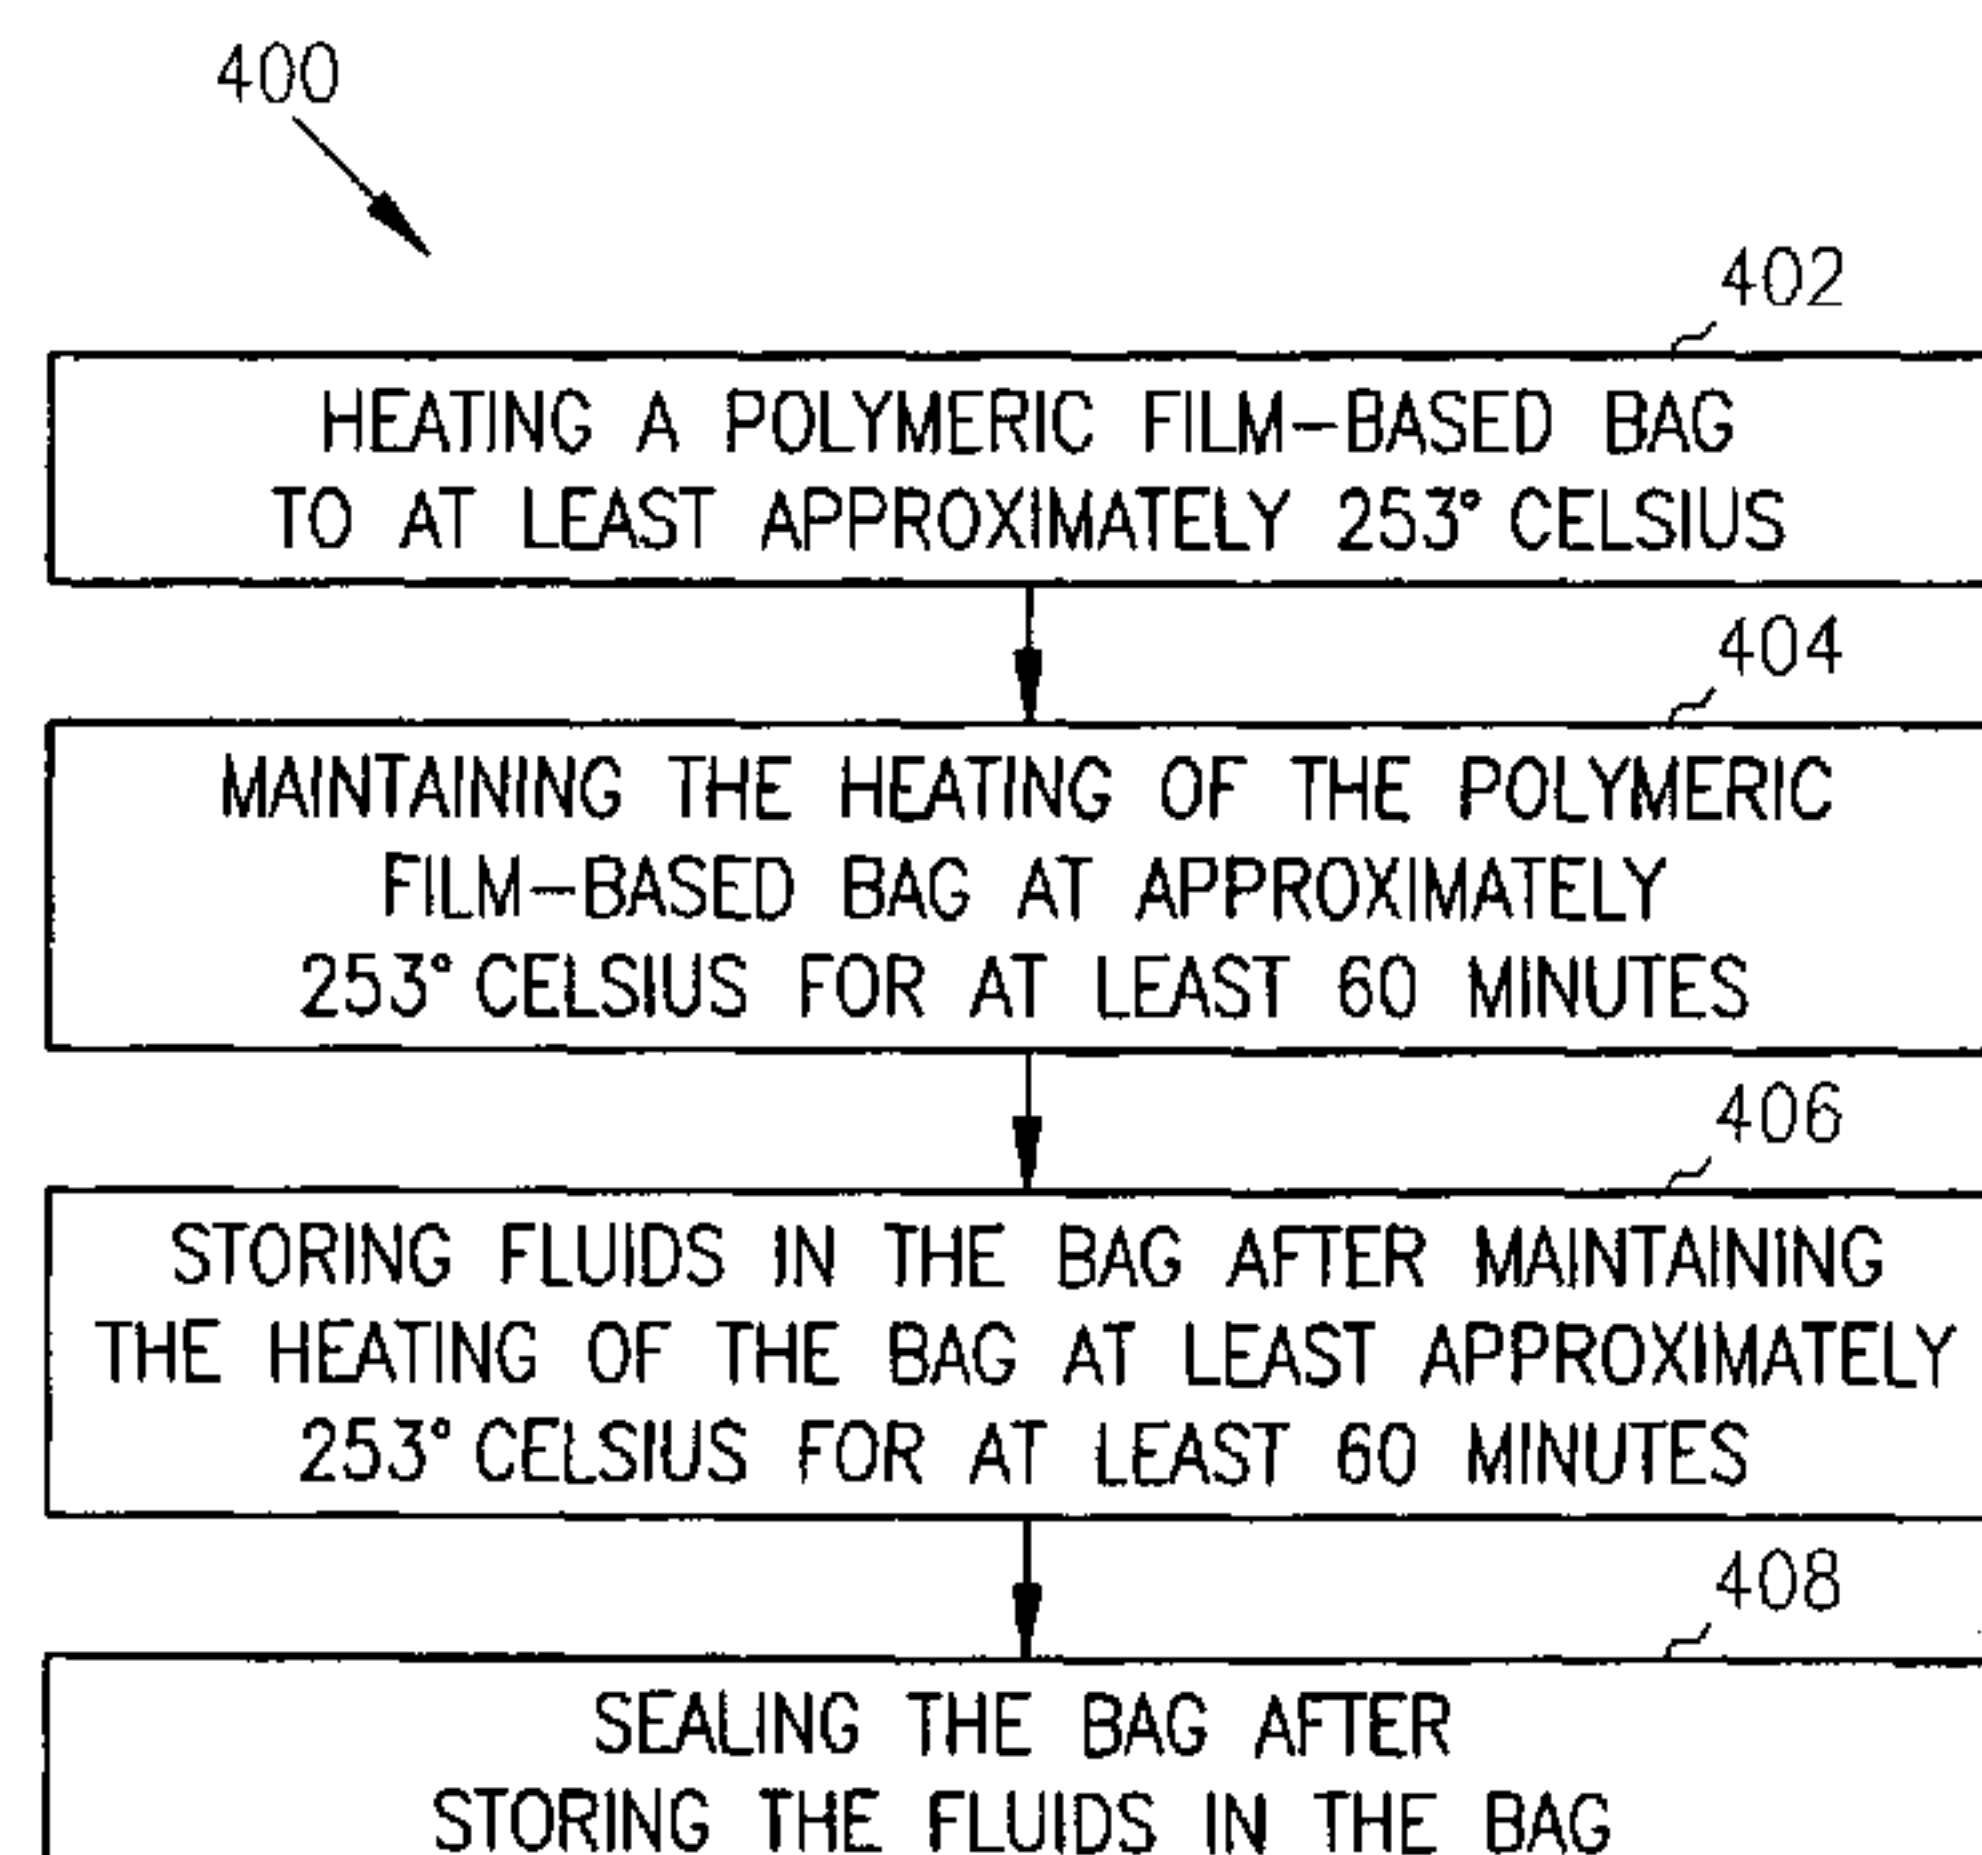 400
402
HEATING A POLYMERIC FILM-BASED BAG
TO AT LEAST APPROXIMATELY 253° CELSIUS
404
MAINTAINING THE HEATING OF THE POLYMERIC
FILM-BASED BAG AT APPROXIMATELY
253° CELSIUS FOR AT LEAST 60 MINUTES
406
STORING FLUIDS IN THE BAG AFTER MAINTAINING
THE HEATING OF THE BAG AT LEAST APPROXIMATELY
253° CELSIUS FOR AT LEAST 60 MINUTES
408
SEALING THE BAG AFTER
STORING THE FLUIDS IN THE BAG